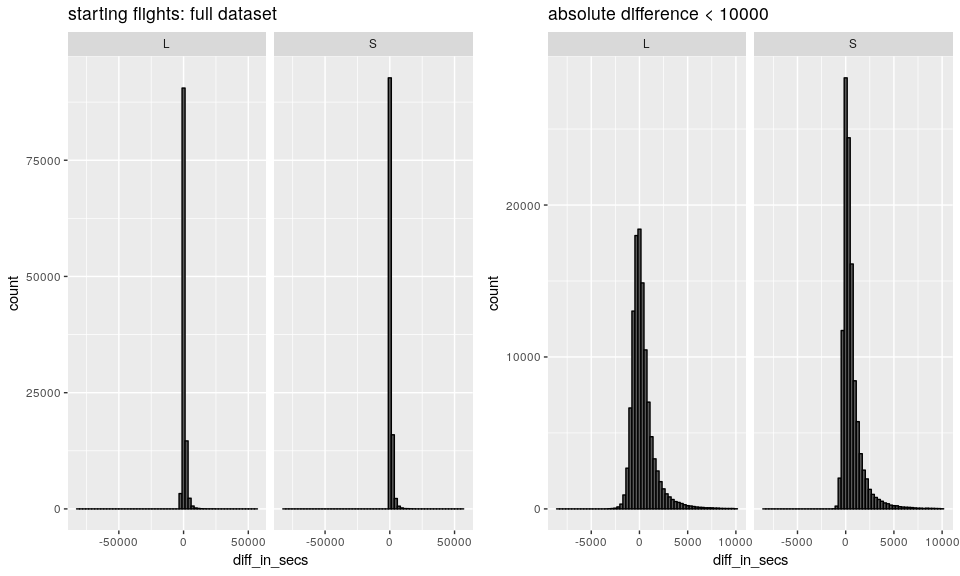 starting flights: full dataset
L
S
count
75000
50000
25000
0
-50000
0
50000
-50000
0
50000
diff_in_secs
absolute difference < 10000
L
S
count
20000
10000
0
-5000
0
5000
10000
-5000
0
5000
10000
diff_in_secs